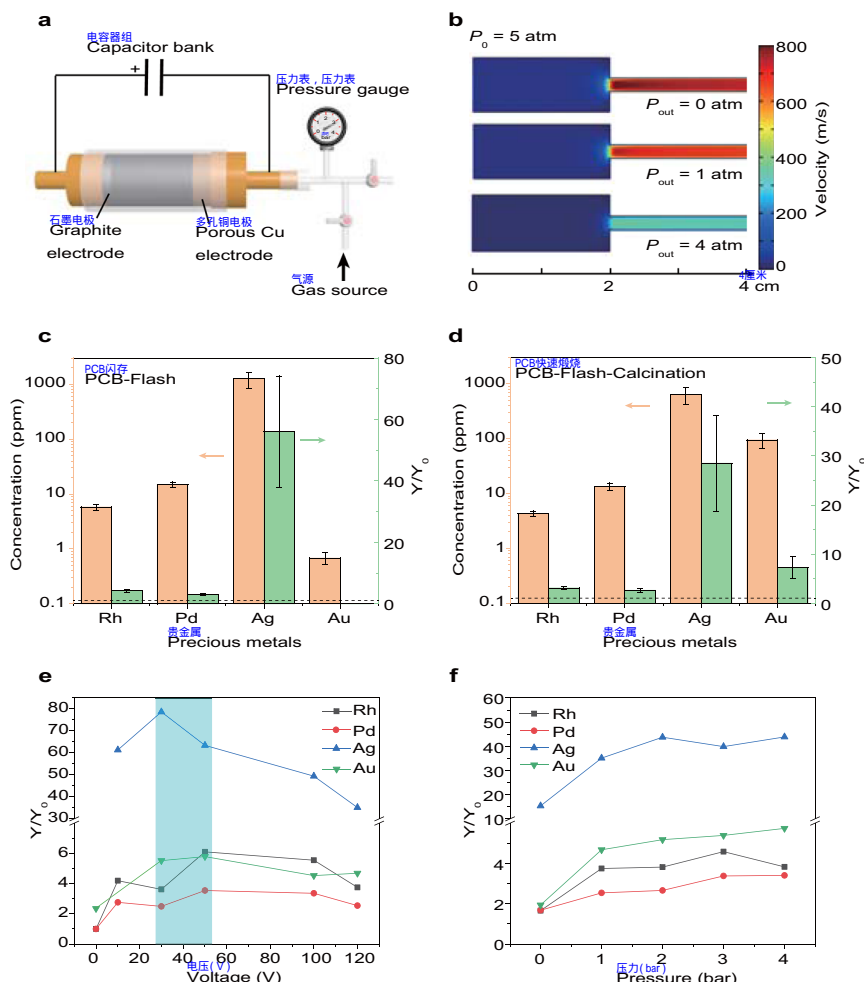 a
电容器组
Capacitor bank
+
压力表，压力表
Pressure gauge
0 1 2 3 4
bar
石墨电极
Graphite
electrode
多孔铜电极
Porous Cu
electrode
气源
Gas source
b
P0 = 5 atm
Pout = 0 atm
Pout = 1 atm
Pout = 4 atm
0 2 4 cm
4厘米
800
600
400
200
0
Velocity (m/s)
c
PCB闪存
PCB-Flash
Concentration (ppm)
1000
100
10
1
0.1
80
60
40
20
0
Y/Y0
Rh Pd Ag Au
贵金属
Precious metals
d
PCB快速煅烧
PCB-Flash-Calcination
Concentration (ppm)
1000
100
10
1
0.1
50
40
30
20
10
0
Y/Y0
Rh Pd Ag Au
贵金属
Precious metals
e
Y/Y0
80
70
60
50
40
30
6
4
2
0
Rh
Pd
Ag
Au
0 20 40 60 80 100 120
电压( V )
Voltage (V)
f
Y/Y0
60
50
40
30
20
10
4
2
0
Rh
Pd
Ag
Au
0 1 2 3 4
压力( bar)
Pressure (bar)